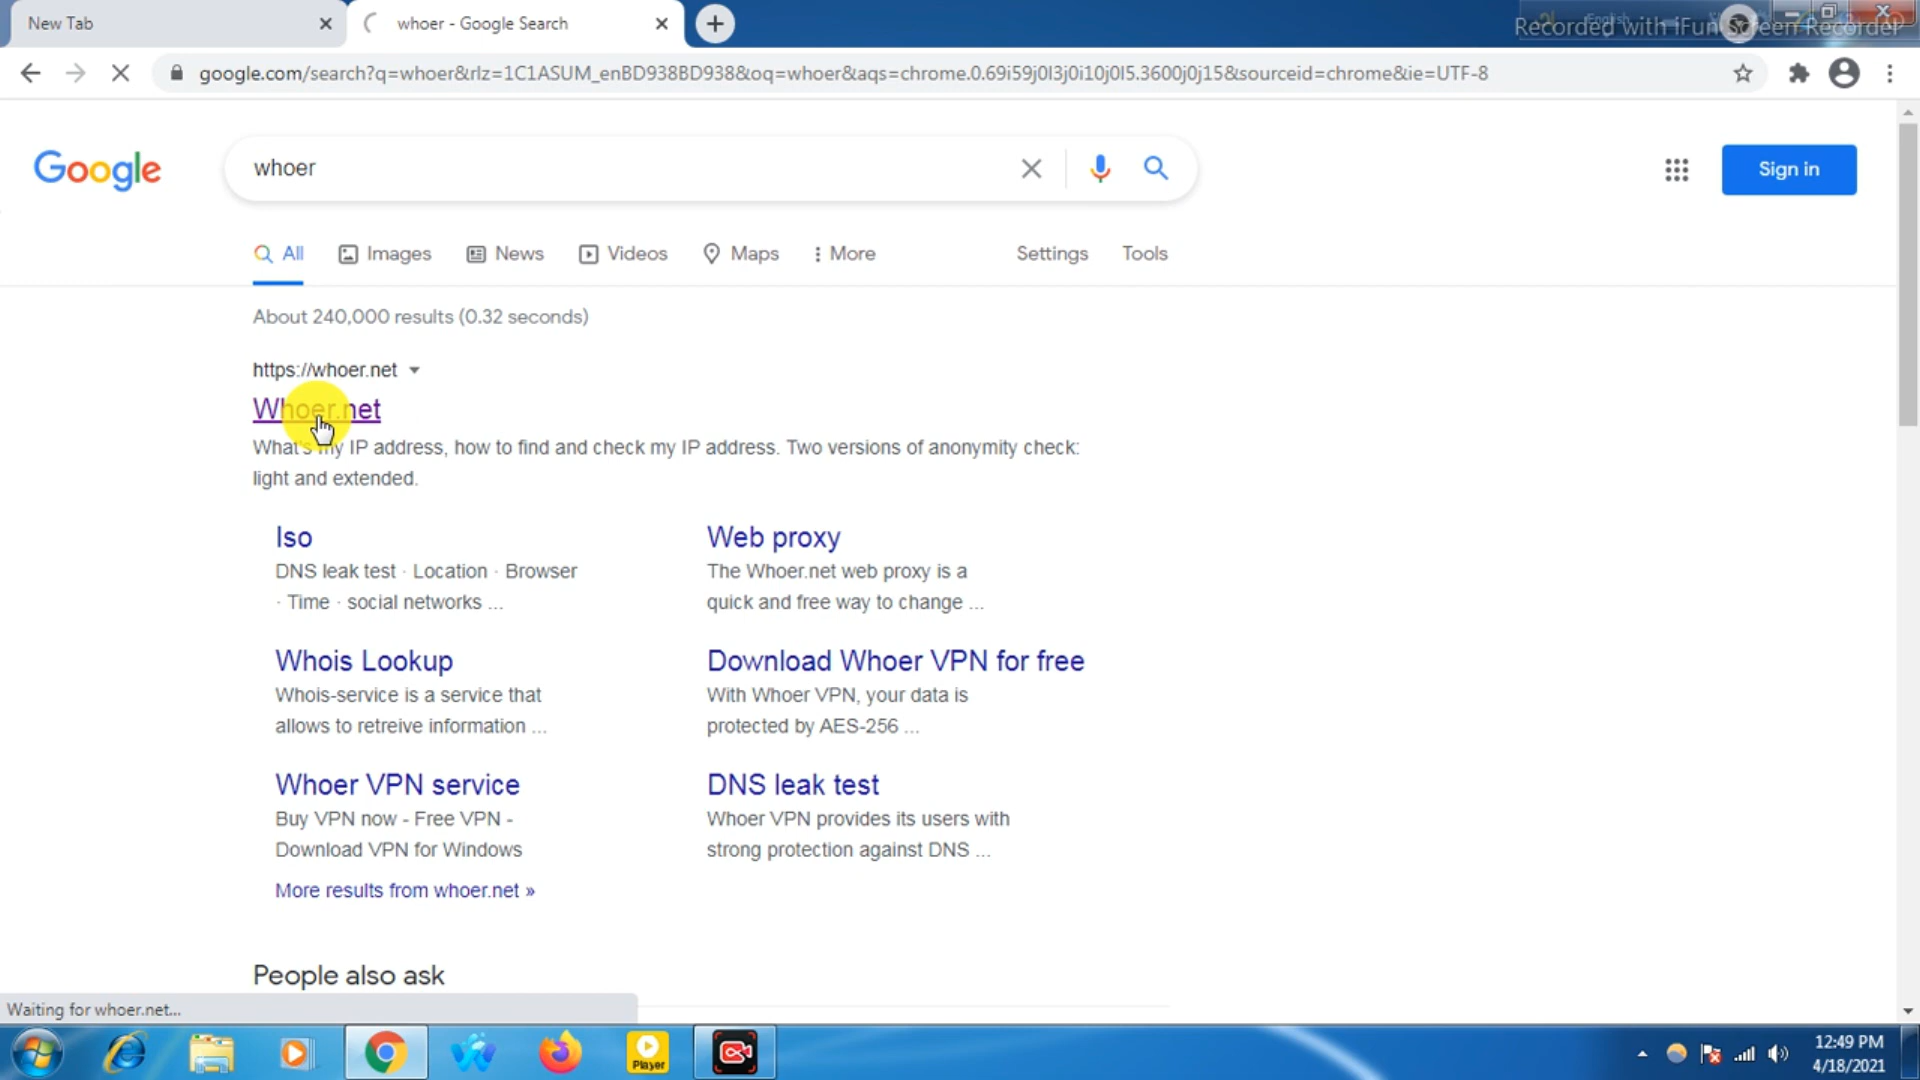 New Tab
whoer - Google Search
Recorded with iFun Screen Recorder
google.com/search?q=whoer&rlz=1C1ASUM_enBD938BD938&oq=whoer&aqs=chrome.0.69i59j0l3j0i10j0l5.3600j0j15&sourceid=chrome&ie=UTF-8
Google
whoer
Sign in
All
Images
News
Videos
Maps
More
Settings
Tools
About 240,000 results (0.32 seconds)
https://whoer.net
Whoer.net
What's my IP address, how to find and check my IP address. Two versions of anonymity check:
light and extended.
Iso
DNS leak test · Location · Browser
· Time · social networks ...
Web proxy
The Whoer.net web proxy is a
quick and free way to change ...
Whois Lookup
Whois-service is a service that
allows to retreive information ...
Download Whoer VPN for free
With Whoer VPN, your data is
protected by AES-256 ...
Whoer VPN service
Buy VPN now - Free VPN -
Download VPN for Windows
DNS leak test
Whoer VPN provides its users with
strong protection against DNS ...
More results from whoer.net »
People also ask
Waiting for whoer.net...
Player
12:49 PM
4/18/2021